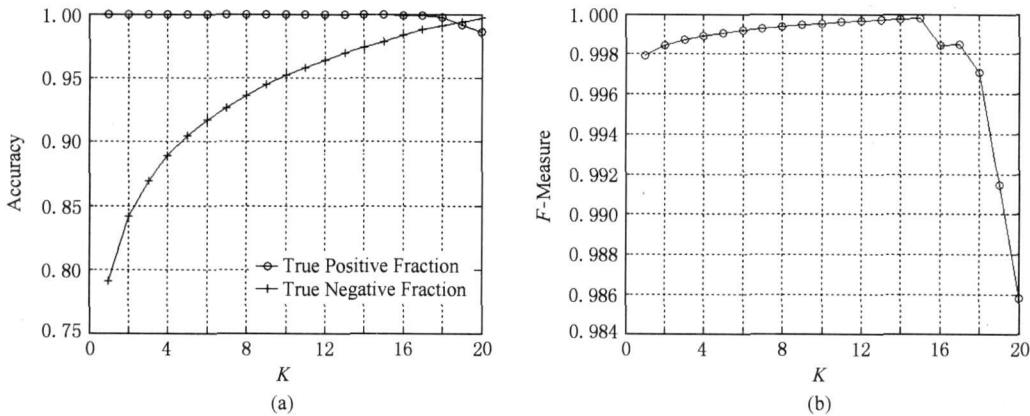 1.00
0.95
0.90
0.85
0.80
0.75
Accuracy
True Positive Fraction
True Negative Fraction
0 4 8 12 16 20
K
(a)
1.000
0.998
0.996
0.994
0.992
0.990
0.988
0.986
0.984
F-Measure
0 4 8 12 16 20
K
(b)